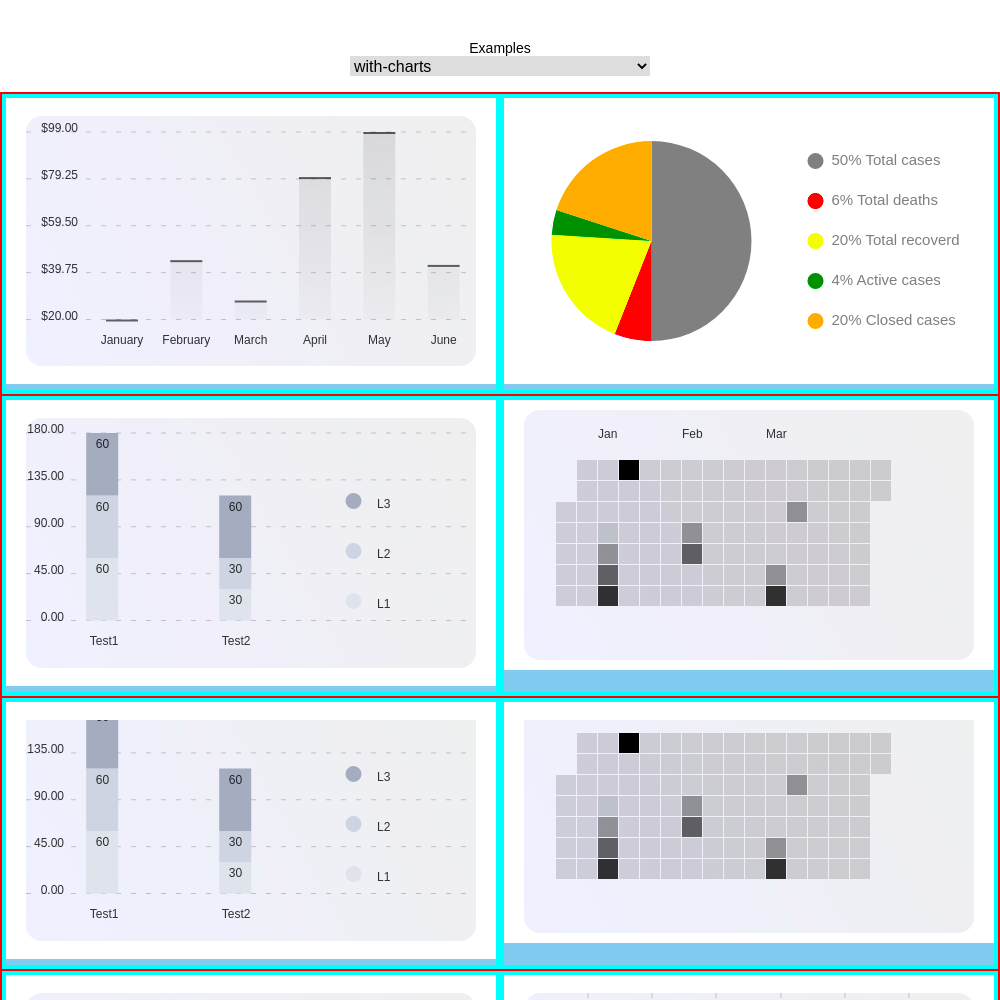 Examples
with-charts
$99.00
$79.25
$59.50
$39.75
$20.00
January February March April May June
50% Total cases
6% Total deaths
20% Total recoverd
4% Active cases
20% Closed cases
180.00
135.00
90.00
45.00
0.00
60
60
60
60
30
30
Test1 Test2
L3
L2
L1
Jan Feb Mar
135.00
90.00
45.00
0.00
60
60
60
30
30
Test1 Test2
L3
L2
L1